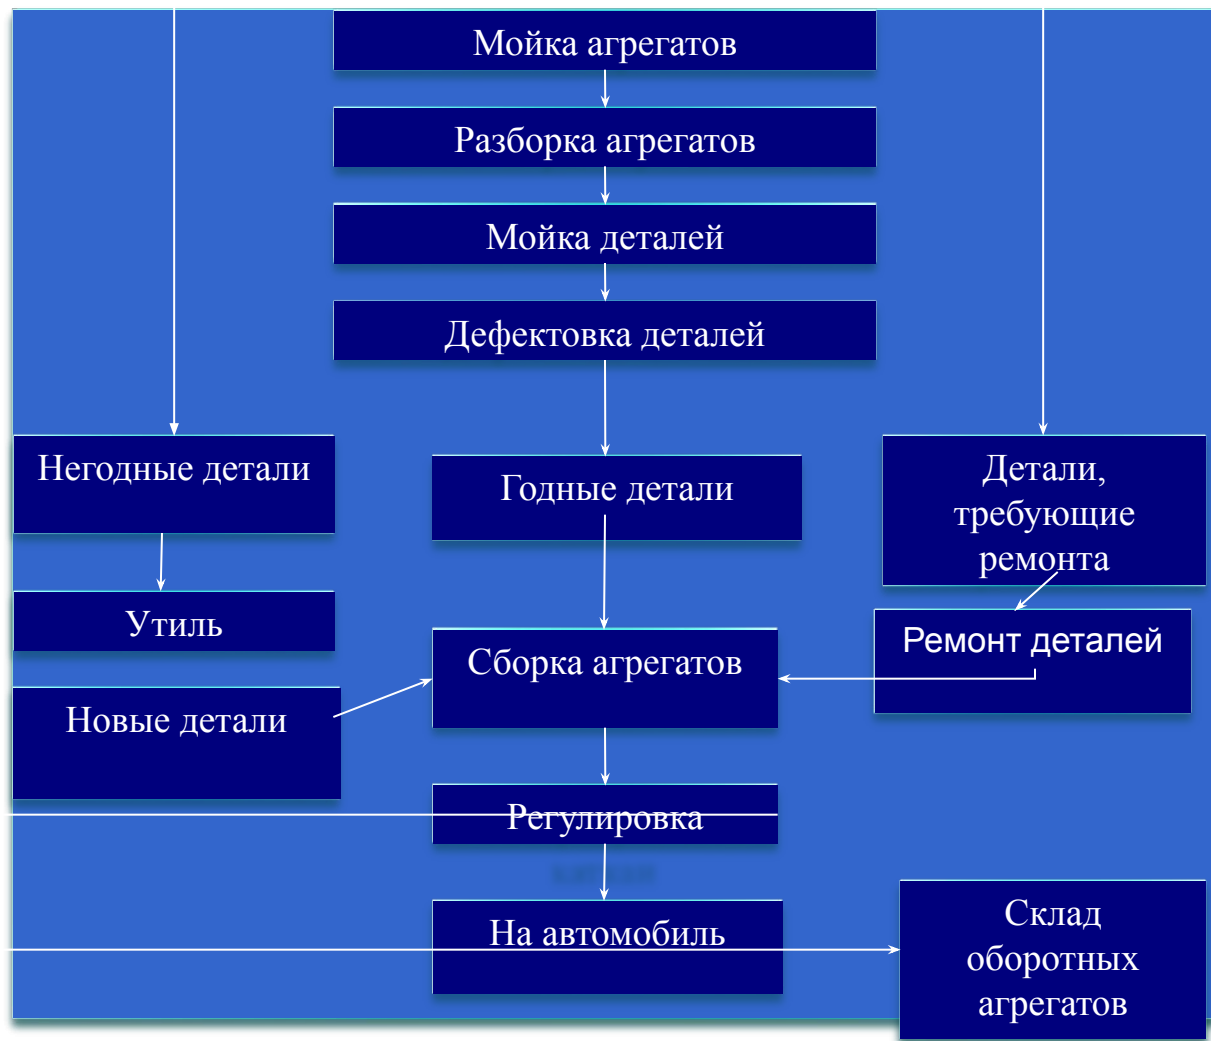 Мойка агрегатов
Разборка агрегатов
Мойка деталей
Дефектовка деталей
Негодные детали
Годные детали
Детали,
требующие
ремонта
Утиль
Ремонт деталей
Сборка агрегатов
Новые детали
Регулировка
На автомобиль
Склад
оборотных
агрегатов